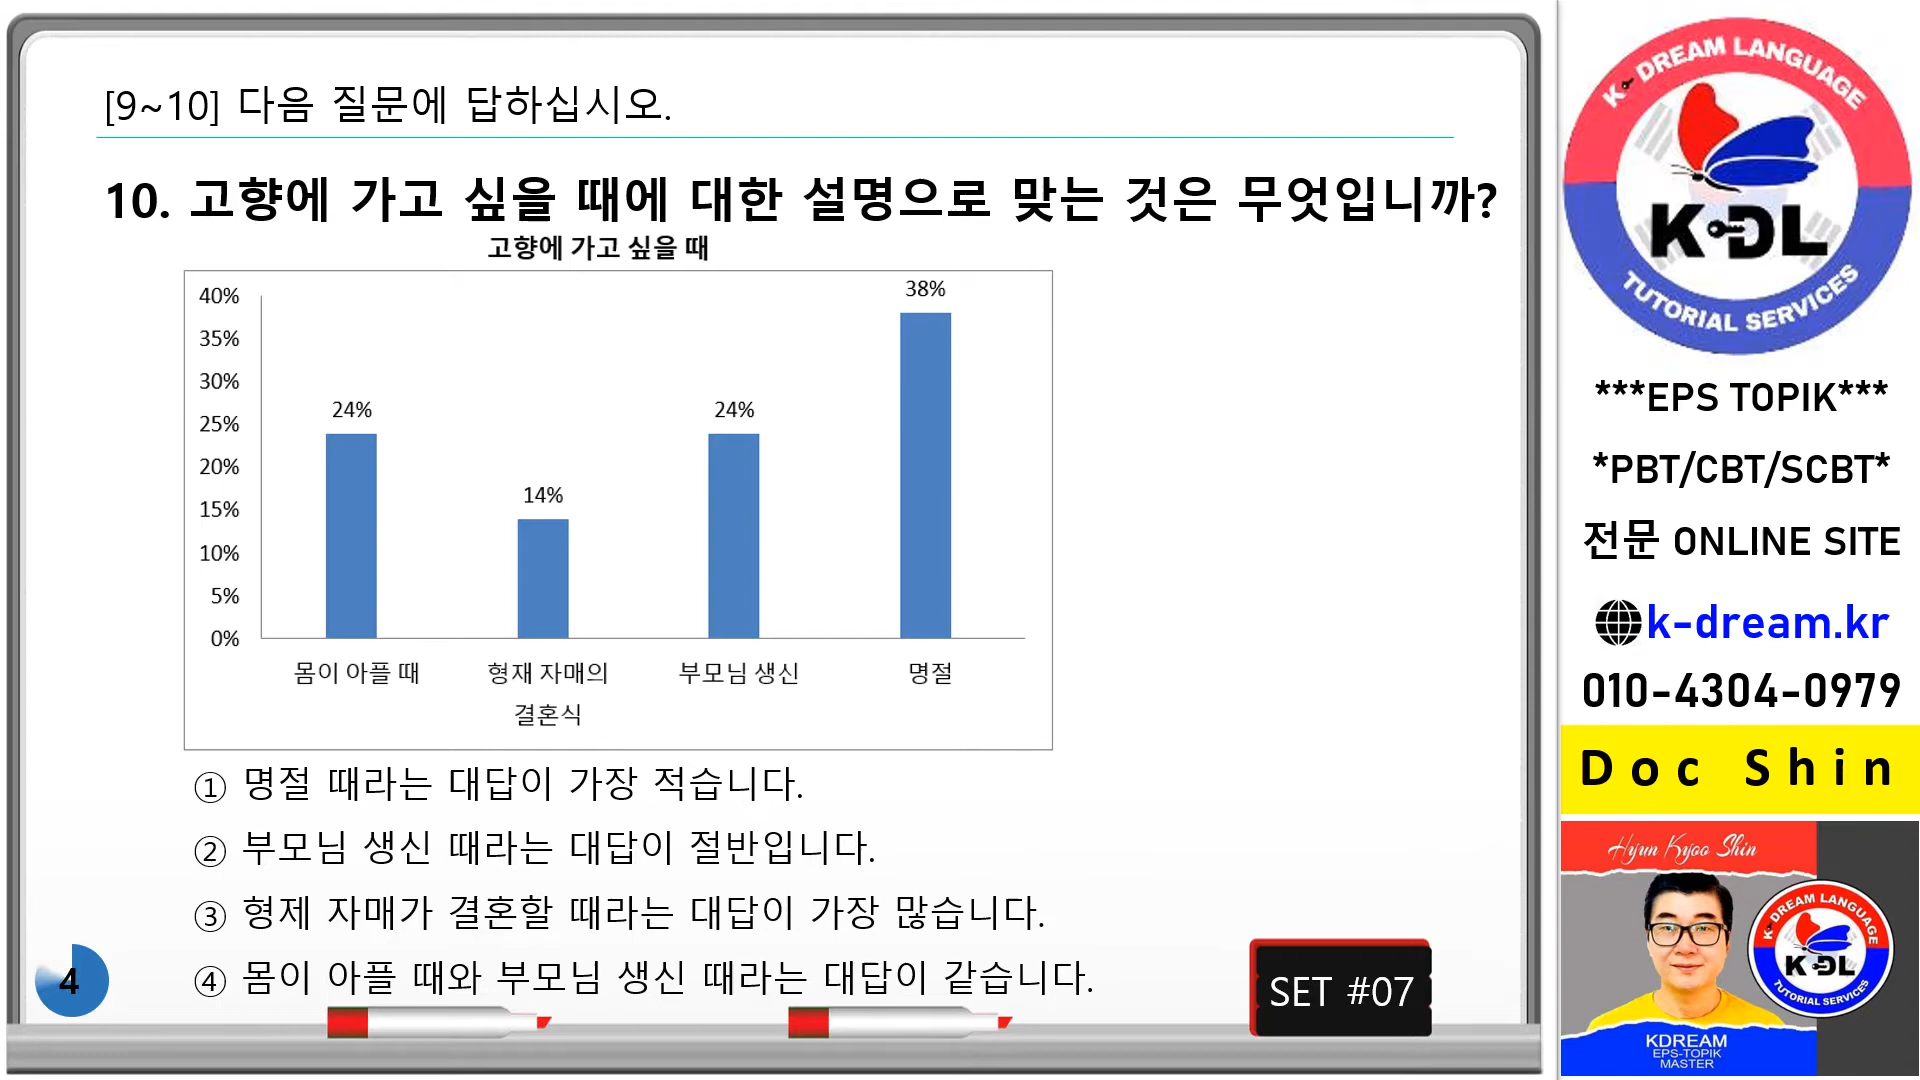 [9~10] 다음 질문에 답하십시오.
10. 고향에 가고 싶을 때에 대한 설명으로 맞는 것은 무엇입니까?
고향에 가고 싶을 때
40%
35%
30%
25%
20%
15%
10%
5%
0%
24%
14%
24%
38%
몸이 아플 때
형재 자매의
결혼식
부모님 생신
명절
① 명절 때라는 대답이 가장 적습니다.
② 부모님 생신 때라는 대답이 절반입니다.
③ 형제 자매가 결혼할 때라는 대답이 가장 많습니다.
④ 몸이 아플 때와 부모님 생신 때라는 대답이 같습니다.
4
SET #07
K-DREAM LANGUAGE
K-DL
TUTORIAL SERVICES
***EPS TOPIK***
*PBT/CBT/SCBT*
전문 ONLINE SITE
k-dream.kr
010-4304-0979
Doc Shin
Hyun Kyoo Shin
K-DREAM LANGUAGE
K-DL
TUTORIAL SERVICES
KDREAM
EPS-TOPIK
MASTER